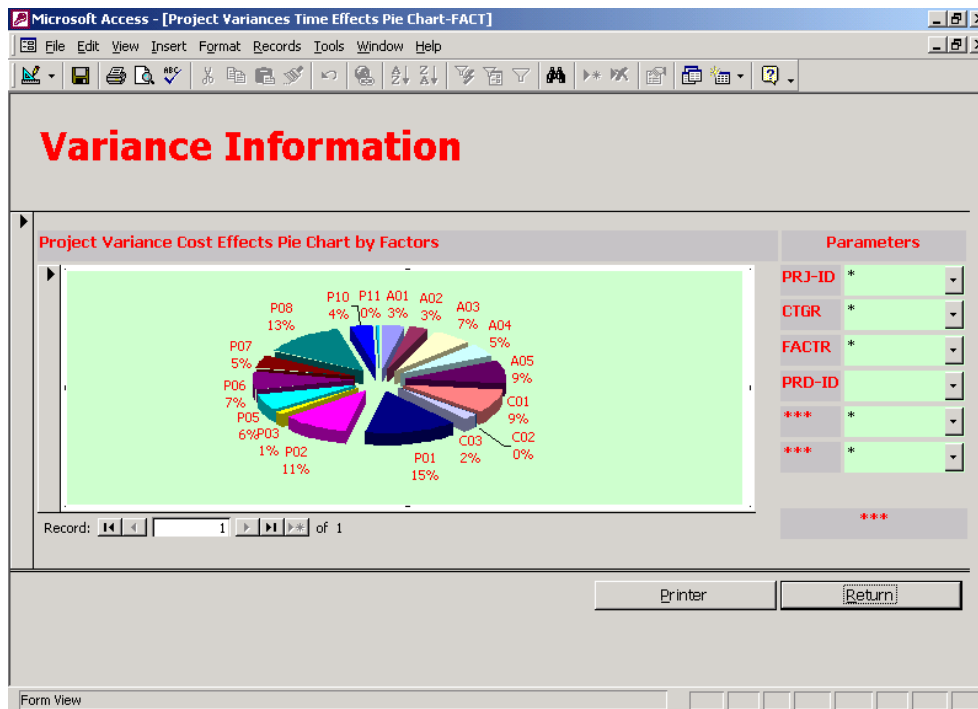 Microsoft Access - [Project Variances Time Effects Pie Chart-FACT]
File Edit View Insert Format Records Tools Window Help
Variance Information
Project Variance Cost Effects Pie Chart by Factors
Parameters
PRJ-ID *
CTGR *
FACTR *
PRD-ID
*** *
*** *
***
P10 4%
P11 0%
A01 3%
A02 3%
A03 7%
A04 5%
A05 9%
C01 9%
C02 0%
C03 2%
P01 15%
P02 11%
P03 1%
P05 6%
P06 7%
P07 5%
P08 13%
Record: 1 of 1
Printer
Return
Form View